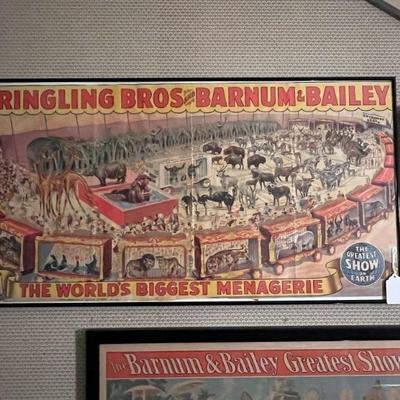 RINGLING BROS AND BARNUM & BAILEY
THE GREATEST
SHOW
ON
EARTH
THE WORLD'S BIGGEST MENAGERIE
The Barnum & Bailey Greatest Show